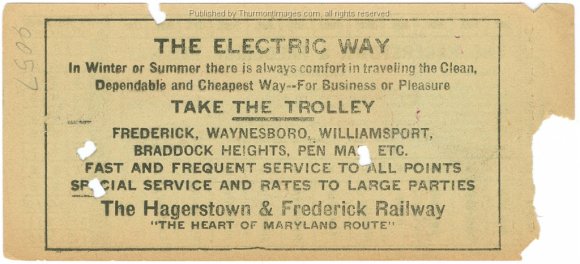 Published by Thurmontimages.com, all rights reserved
THE ELECTRIC WAY
In Winter or Summer there is always comfort in traveling the Clean,
Dependable and Cheapest Way--For Business or Pleasure
TAKE THE TROLLEY
FREDERICK, WAYNESBORO, WILLIAMSPORT,
BRADDOCK HEIGHTS, PEN MA ETC.
FAST AND FREQUENT SERVICE TO ALL POINTS
SPECIAL SERVICE AND RATES TO LARGE PARTIES
The Hagerstown & Frederick Railway
"THE HEART OF MARYLAND ROUTE"